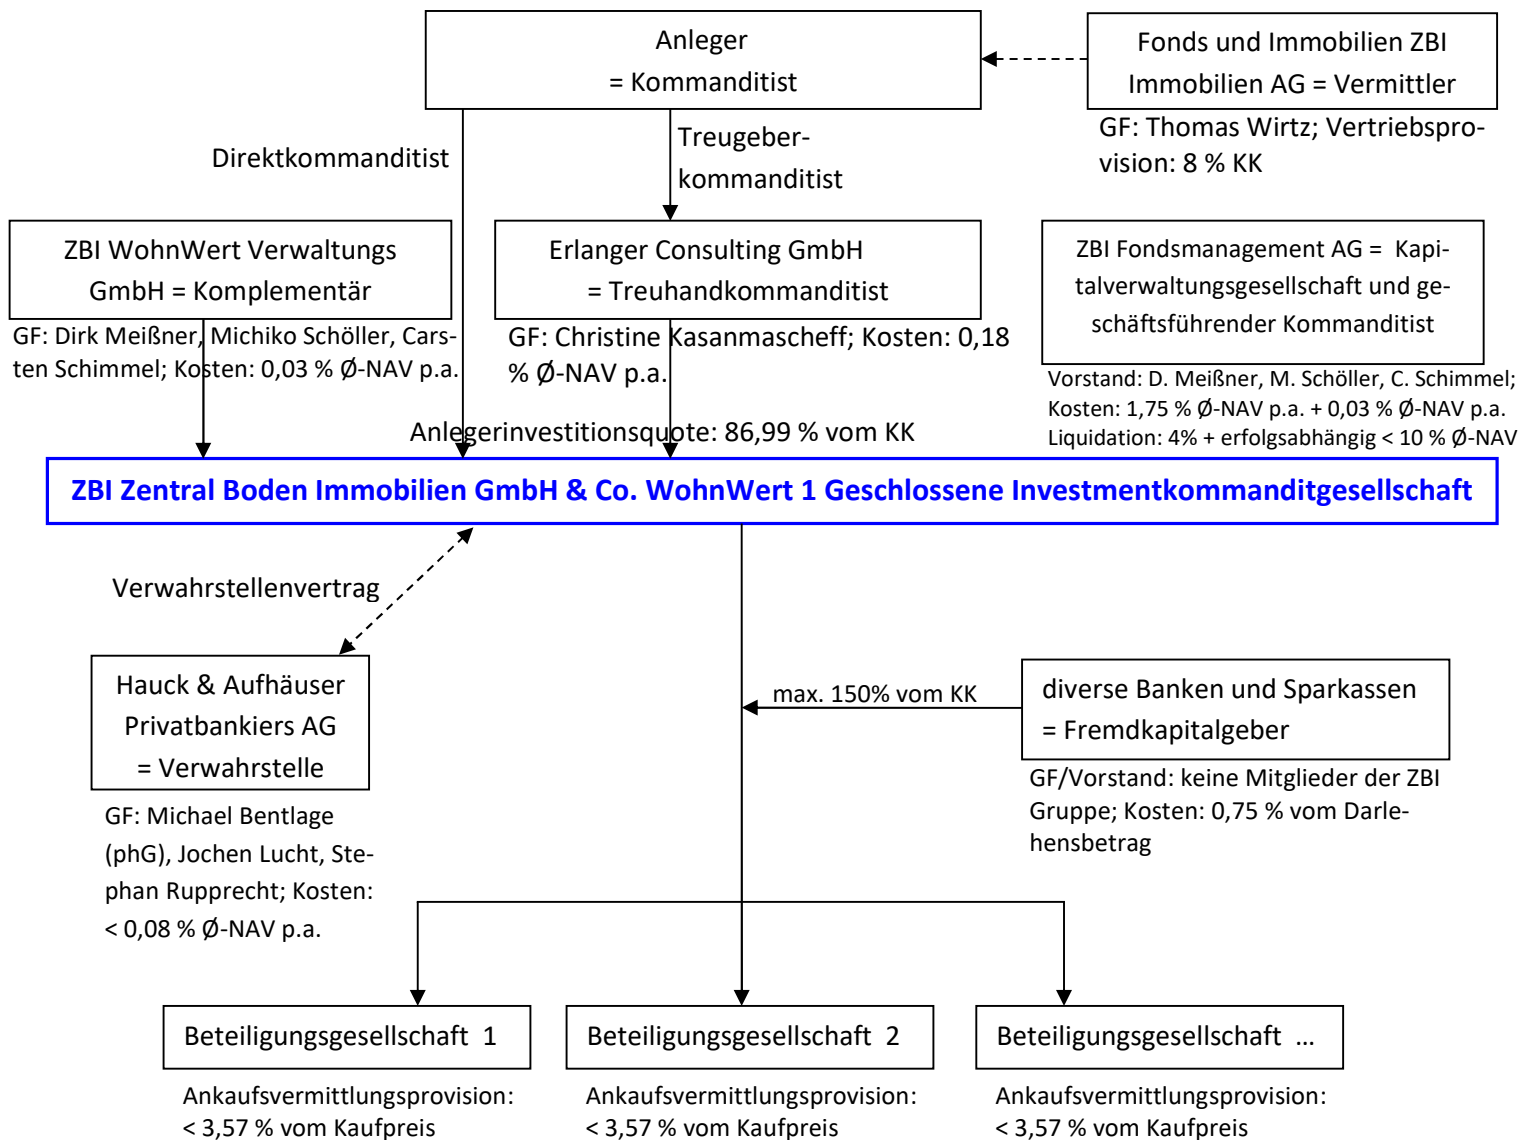 Anleger
= Kommanditist
Fonds und Immobilien ZBI
Immobilien AG = Vermittler
GF: Thomas Wirtz; Vertriebspro-
vision: 8 % KK
Direktkommanditist
Treugeber-
kommanditist
ZBI WohnWert Verwaltungs
GmbH = Komplementär
GF: Dirk Meißner, Michiko Schöller, Cars-
ten Schimmel; Kosten: 0,03 % Ø-NAV p.a.
Erlanger Consulting GmbH
= Treuhandkommanditist
GF: Christine Kasanmascheff; Kosten: 0,18
% Ø-NAV p.a.
ZBI Fondsmanagement AG = Kapi-
talverwaltungsgesellschaft und ge-
schäftsführender Kommanditist
Vorstand: D. Meißner, M. Schöller, C. Schimmel;
Kosten: 1,75 % Ø-NAV p.a. + 0,03 % Ø-NAV p.a.
Liquidation: 4% + erfolgsabhängig < 10 % Ø-NAV
Anlegerinvestitionsquote: 86,99 % vom KK
ZBI Zentral Boden Immobilien GmbH & Co. WohnWert 1 Geschlossene Investmentkommanditgesellschaft
Verwahrstellenvertrag
Hauck & Aufhäuser
Privatbankiers AG
= Verwahrstelle
GF: Michael Bentlage
(phG), Jochen Lucht, Ste-
phan Rupprecht; Kosten:
< 0,08 % Ø-NAV p.a.
max. 150% vom KK
diverse Banken und Sparkassen
= Fremdkapitalgeber
GF/Vorstand: keine Mitglieder der ZBI
Gruppe; Kosten: 0,75 % vom Darle-
hensbetrag
Beteiligungsgesellschaft 1
Ankaufsvermittlungsprovision:
< 3,57 % vom Kaufpreis
Beteiligungsgesellschaft 2
Ankaufsvermittlungsprovision:
< 3,57 % vom Kaufpreis
Beteiligungsgesellschaft ...
Ankaufsvermittlungsprovision:
< 3,57 % vom Kaufpreis